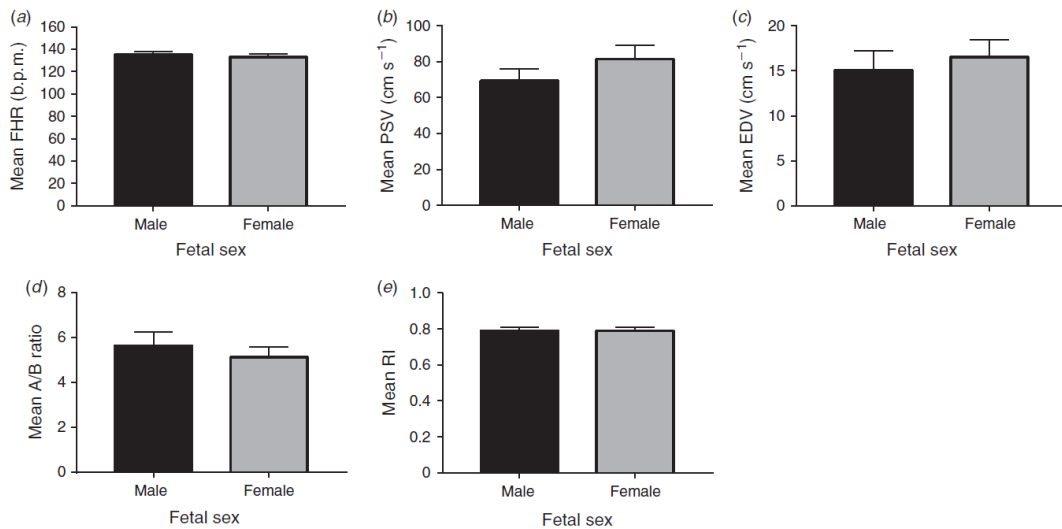 (a)
160
140
120
100
80
60
40
20
0
Mean FHR (b.p.m.)
Male Female
Fetal sex
(b)
100
80
60
40
20
0
Mean PSV (cm s⁻¹)
Male Female
Fetal sex
(c)
20
15
10
5
0
Mean EDV (cm s⁻¹)
Male Female
Fetal sex
(d)
8
6
4
2
0
Mean A/B ratio
Male Female
Fetal sex
(e)
1.0
0.8
0.6
0.4
0.2
0
Mean RI
Male Female
Fetal sex